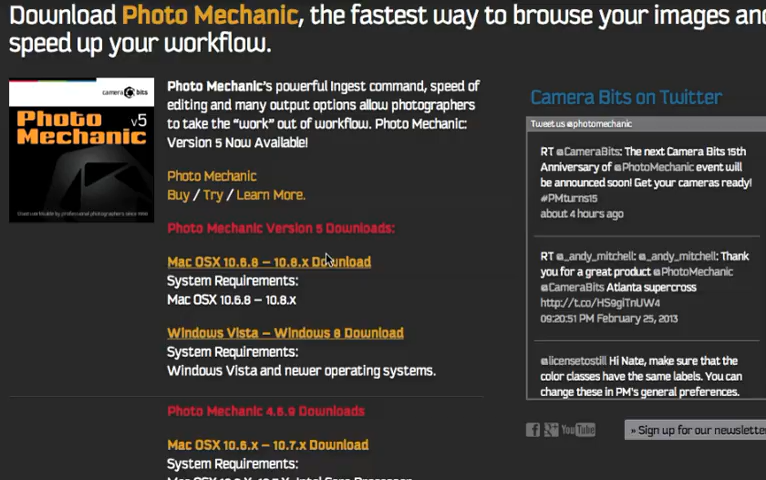 Download Photo Mechanic, the fastest way to browse your images and
speed up your workflow.
camera bits
Photo
Mechanic v5
Photo Mechanic's powerful Ingest command, speed of
editing and many output options allow photographers
to take the "work" out of workflow. Photo Mechanic:
Version 5 Now Available!
Photo Mechanic
Buy / Try / Learn More.
Photo Mechanic Version 5 Downloads:
Mac OSX 10.6.8 – 10.8.x Download
System Requirements:
Mac OSX 10.6.8 – 10.8.x
Windows Vista – Windows 8 Download
System Requirements:
Windows Vista and newer operating systems.
Photo Mechanic 4.6.9 Downloads
Mac OSX 10.6.x – 10.7.x Download
System Requirements:
Camera Bits on Twitter
Tweet us @photomechanic
RT @CameraBits: The next Camera Bits 15th
Anniversary of @PhotoMechanic event will
be announced soon! Get your cameras ready!
#PMturns15
about 4 hours ago
RT @_andy_mitchell: @_andy_mitchell: Thank
you for a great product @PhotoMechanic
@CameraBits Atlanta supercross
http://t.co/HS9giTnUW4
09:20:51 PM February 25, 2013
@licensetostill Hi Nate, make sure that the
color classes have the same labels. You can
change these in PM's general preferences.
f g+ YouTube
» Sign up for our newsletter